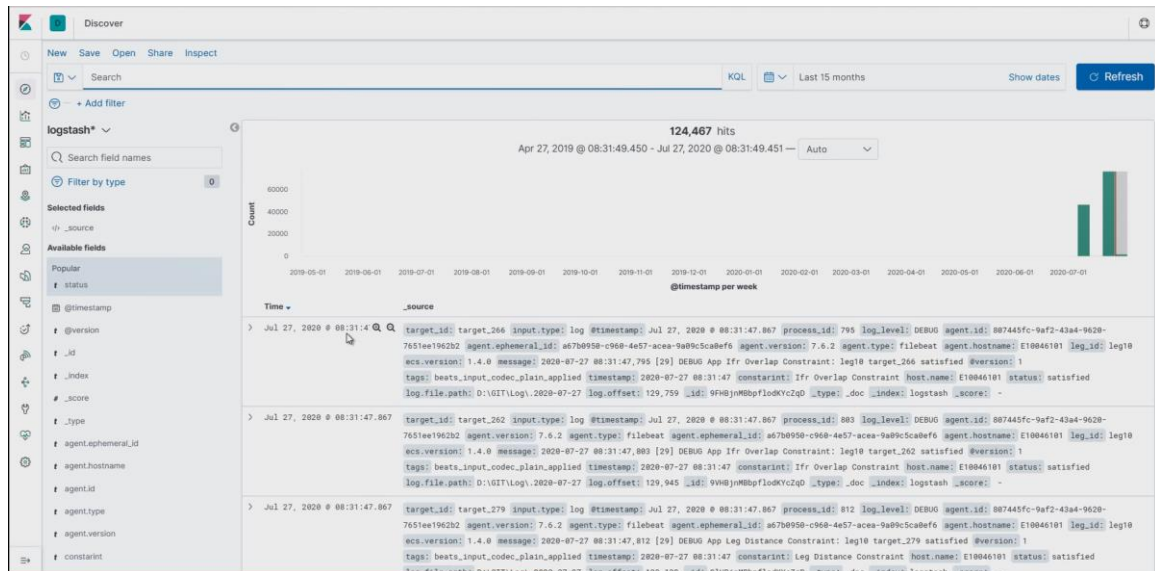 D Discover
New Save Open Share Inspect
Search KQL Last 15 months Show dates Refresh
+ Add filter
logstash*
Search field names
Filter by type 0
Selected fields
</> _source
Available fields
Popular
t status
@timestamp
t @version
t _id
t _index
# _score
t _type
t agent.ephemeral_id
t agent.hostname
t agent.id
t agent.type
t agent.version
t constarint
124,467 hits
Apr 27, 2019 @ 08:31:49.450 - Jul 27, 2020 @ 08:31:49.451 — Auto
Count
60000
40000
20000
0
2019-05-01 2019-06-01 2019-07-01 2019-08-01 2019-09-01 2019-10-01 2019-11-01 2019-12-01 2020-01-01 2020-02-01 2020-03-01 2020-04-01 2020-05-01 2020-06-01 2020-07-01
@timestamp per week
Time _source
Jul 27, 2020 @ 08:31:4 target_id: target_266 input.type: log @timestamp: Jul 27, 2020 @ 08:31:47.867 process_id: 795 log_level: DEBUG agent.id: 807445fc-9af2-43a4-9620-
7651ee1962b2 agent.ephemeral_id: a67b0950-c960-4e57-acea-9a09c5ca0ef6 agent.version: 7.6.2 agent.type: filebeat agent.hostname: E10046101 leg_id: leg10
ecs.version: 1.4.0 message: 2020-07-27 08:31:47,795 [29] DEBUG App Ifr Overlap Constraint: leg10 target_266 satisfied @version: 1
tags: beats_input_codec_plain_applied timestamp: 2020-07-27 08:31:47 constarint: Ifr Overlap Constraint host.name: E10046101 status: satisfied
log.file.path: D:\GIT\Log\.2020-07-27 log.offset: 129,759 _id: 9FHBjnMBbpflodKYcZqD _type: _doc _index: logstash _score: -
Jul 27, 2020 @ 08:31:47.867 target_id: target_262 input.type: log @timestamp: Jul 27, 2020 @ 08:31:47.867 process_id: 803 log_level: DEBUG agent.id: 807445fc-9af2-43a4-9620-
7651ee1962b2 agent.version: 7.6.2 agent.type: filebeat agent.ephemeral_id: a67b0950-c960-4e57-acea-9a09c5ca0ef6 agent.hostname: E10046101 leg_id: leg10
ecs.version: 1.4.0 message: 2020-07-27 08:31:47,803 [29] DEBUG App Ifr Overlap Constraint: leg10 target_262 satisfied @version: 1
tags: beats_input_codec_plain_applied timestamp: 2020-07-27 08:31:47 constarint: Ifr Overlap Constraint host.name: E10046101 status: satisfied
log.file.path: D:\GIT\Log\.2020-07-27 log.offset: 129,945 _id: 9VHBjnMBbpflodKYcZqD _type: _doc _index: logstash _score: -
Jul 27, 2020 @ 08:31:47.867 target_id: target_279 input.type: log @timestamp: Jul 27, 2020 @ 08:31:47.867 process_id: 812 log_level: DEBUG agent.id: 807445fc-9af2-43a4-9620-
7651ee1962b2 agent.version: 7.6.2 agent.type: filebeat agent.ephemeral_id: a67b0950-c960-4e57-acea-9a09c5ca0ef6 agent.hostname: E10046101 leg_id: leg10
ecs.version: 1.4.0 message: 2020-07-27 08:31:47,812 [29] DEBUG App Leg Distance Constraint: leg10 target_279 satisfied @version: 1
tags: beats_input_codec_plain_applied timestamp: 2020-07-27 08:31:47 constarint: Leg Distance Constraint host.name: E10046101 status: satisfied